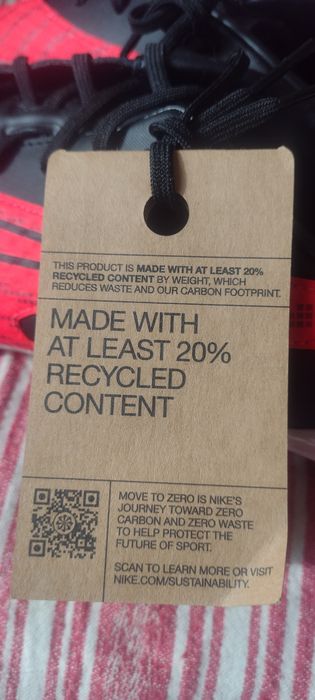 THIS PRODUCT IS MADE WITH AT LEAST 20%
RECYCLED CONTENT BY WEIGHT, WHICH
REDUCES WASTE AND OUR CARBON FOOTPRINT.
MADE WITH
AT LEAST 20%
RECYCLED
CONTENT
MOVE TO ZERO IS NIKE'S
JOURNEY TOWARD ZERO
CARBON AND ZERO WASTE
TO HELP PROTECT THE
FUTURE OF SPORT.
SCAN TO LEARN MORE OR VISIT
NIKE.COM/SUSTAINABILITY.